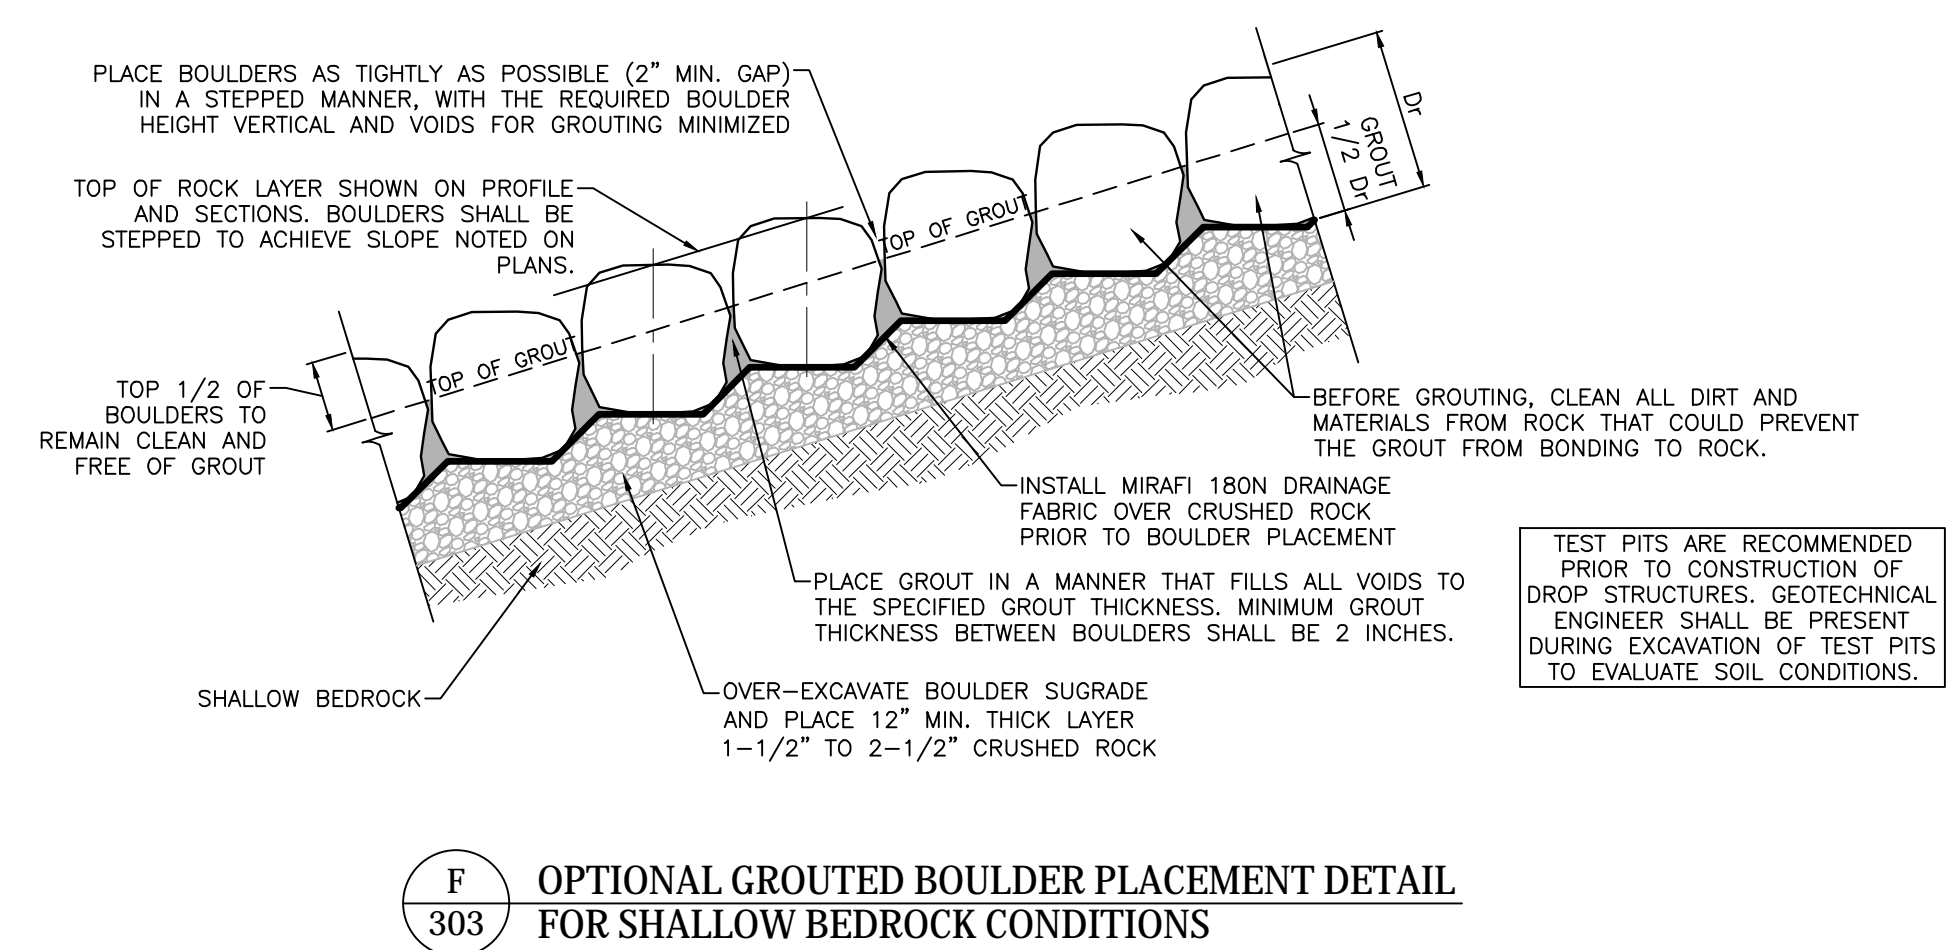 PLACE BOULDERS AS TIGHTLY AS POSSIBLE (2” MIN. GAP)
IN A STEPPED MANNER, WITH THE REQUIRED BOULDER
HEIGHT VERTICAL AND VOIDS FOR GROUTING MINIMIZED
TOP OF ROCK LAYER SHOWN ON PROFILE
AND SECTIONS. BOULDERS SHALL BE
STEPPED TO ACHIEVE SLOPE NOTED ON
PLANS.
Dr
GROUT
1/2 Dr
TOP OF GROUT
TOP OF GROUT
TOP 1/2 OF
BOULDERS TO
REMAIN CLEAN AND
FREE OF GROUT
BEFORE GROUTING, CLEAN ALL DIRT AND
MATERIALS FROM ROCK THAT COULD PREVENT
THE GROUT FROM BONDING TO ROCK.
INSTALL MIRAFI 180N DRAINAGE
FABRIC OVER CRUSHED ROCK
PRIOR TO BOULDER PLACEMENT
PLACE GROUT IN A MANNER THAT FILLS ALL VOIDS TO
THE SPECIFIED GROUT THICKNESS. MINIMUM GROUT
THICKNESS BETWEEN BOULDERS SHALL BE 2 INCHES.
TEST PITS ARE RECOMMENDED
PRIOR TO CONSTRUCTION OF
DROP STRUCTURES. GEOTECHNICAL
ENGINEER SHALL BE PRESENT
DURING EXCAVATION OF TEST PITS
TO EVALUATE SOIL CONDITIONS.
SHALLOW BEDROCK
OVER-EXCAVATE BOULDER SUGRADE
AND PLACE 12” MIN. THICK LAYER
1-1/2” TO 2-1/2” CRUSHED ROCK
F
303
OPTIONAL GROUTED BOULDER PLACEMENT DETAIL
FOR SHALLOW BEDROCK CONDITIONS